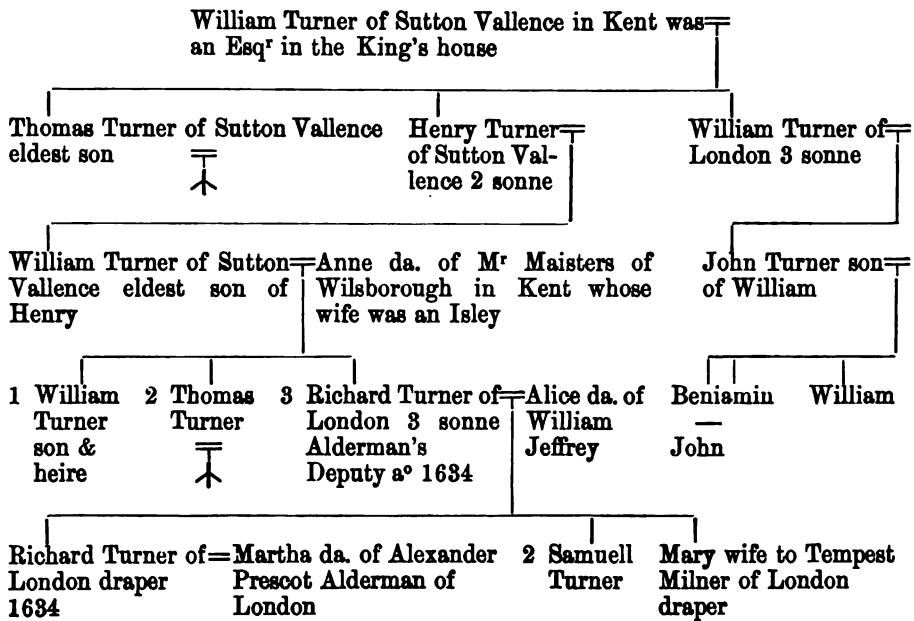 William Turner of Sutton Vallence in Kent was
an Esqʳ in the King's house
Thomas Turner of Sutton Vallence
eldest son
Henry Turner
of Sutton Val-
lence 2 sonne
William Turner of
London 3 sonne
William Turner of Sutton
Vallence eldest son of
Henry
Anne da. of Mʳ Maisters of
Wilsborough in Kent whose
wife was an Isley
John Turner son
of William
1 William
Turner
son &
heire
2 Thomas
Turner
3 Richard Turner of
London 3 sonne
Alderman's
Deputy aº 1634
Alice da. of
William
Jeffrey
Beniamin
—
John
William
Richard Turner of
London draper
1634
Martha da. of Alexander
Prescot Alderman of
London
2 Samuell
Turner
Mary wife to Tempest
Milner of London
draper